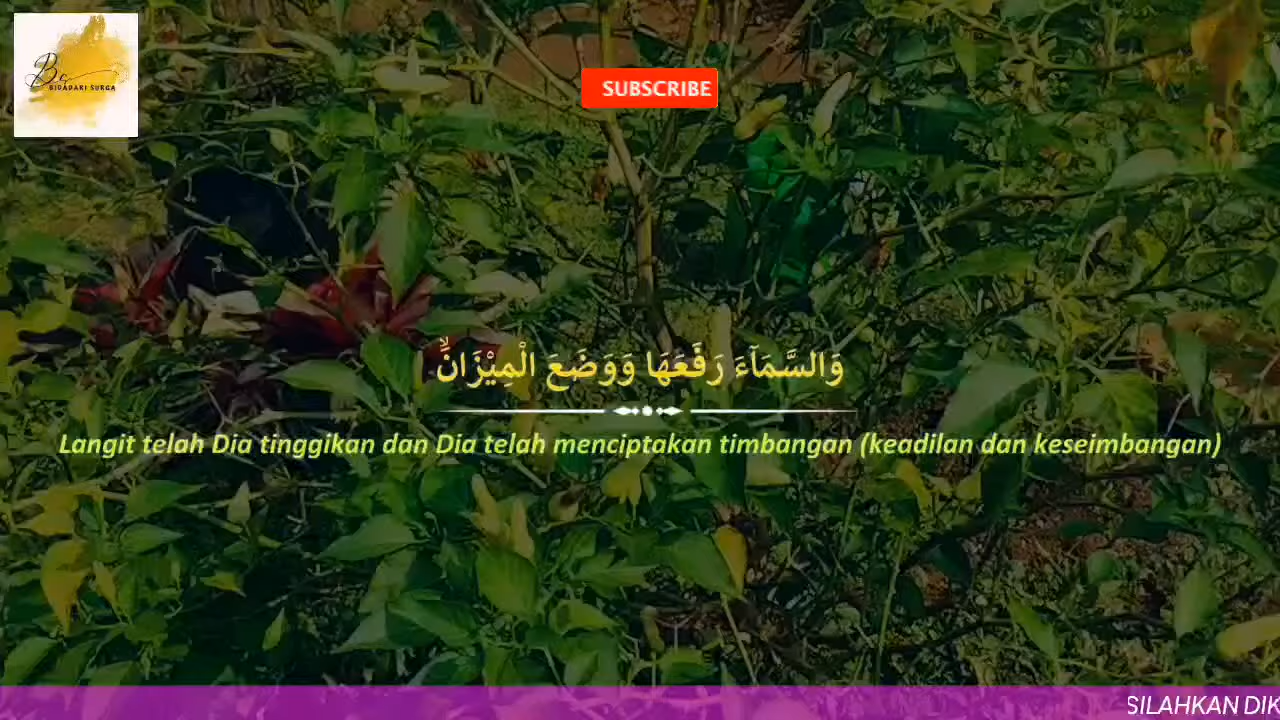 Bs
BIDADARI SURGA
SUBSCRIBE
وَالسَّمَاۤءَ رَفَعَهَا وَوَضَعَ الْمِيْزَانَۙ
Langit telah Dia tinggikan dan Dia telah menciptakan timbangan (keadilan dan keseimbangan)
SILAHKAN DIK